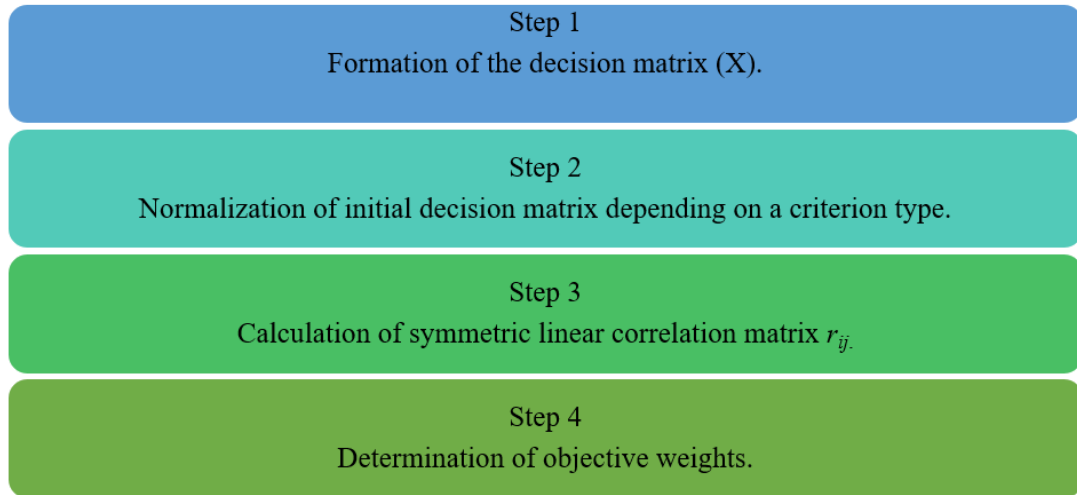 Step 1
Formation of the decision matrix (X).
Step 2
Normalization of initial decision matrix depending on a criterion type.
Step 3
Calculation of symmetric linear correlation matrix rij.
Step 4
Determination of objective weights.